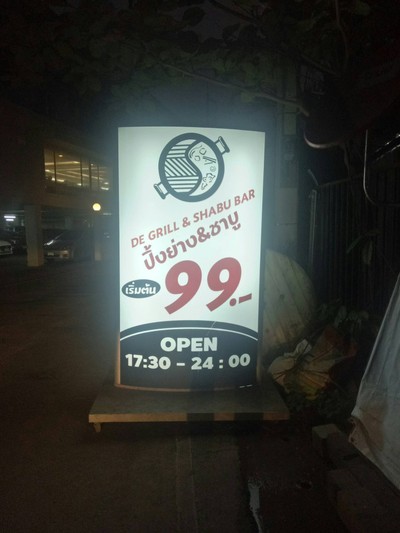 DE GRILL & SHABU BAR
ปิ้งย่าง&ชาบู
เริ่มต้น 99.-
OPEN
17:30 - 24:00